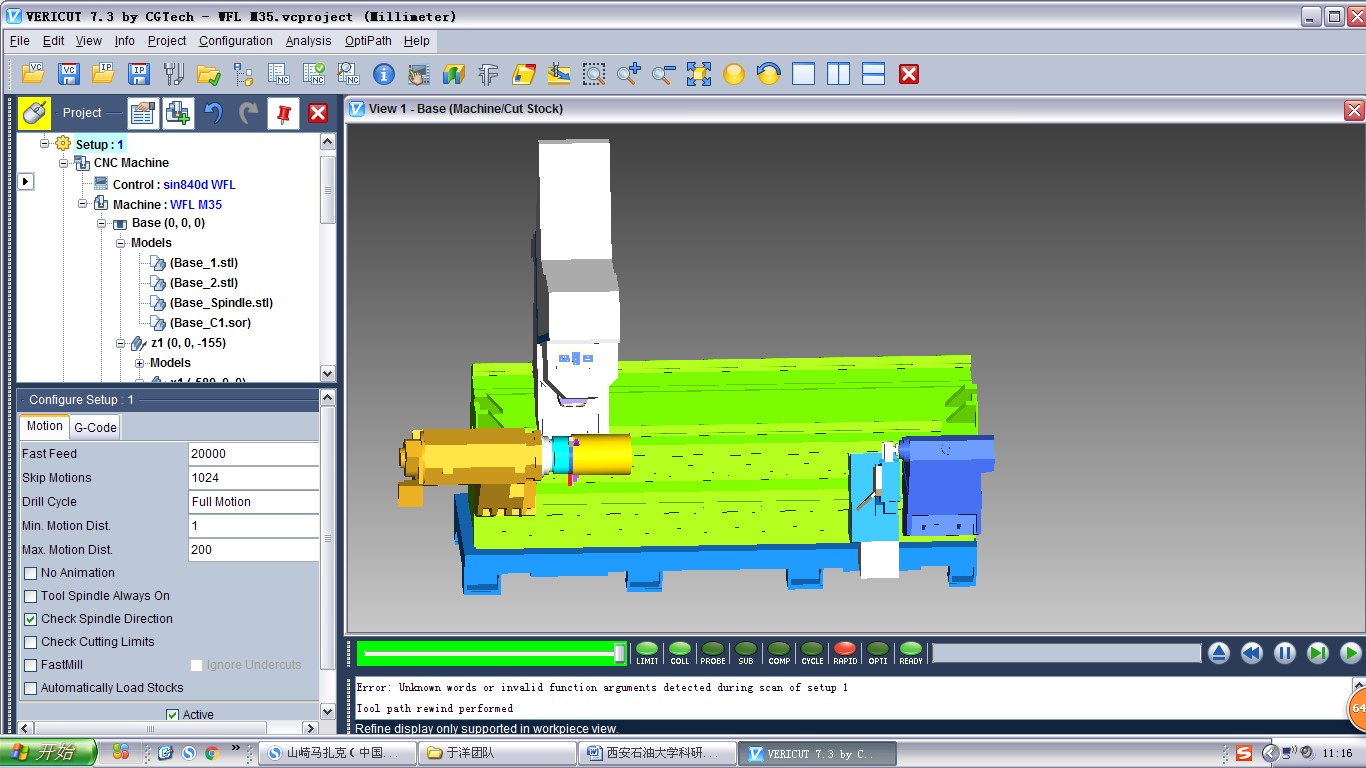 VERICUT 7.3 by CGTech - WFL M35.vcproject (Millimeter)
File Edit View Info Project Configuration Analysis OptiPath Help
VC VC IP IP NC NC NC
Project
View 1 - Base (Machine/Cut Stock)
Setup : 1
CNC Machine
Control : sin840d WFL
Machine : WFL M35
Base (0, 0, 0)
Models
(Base_1.stl)
(Base_2.stl)
(Base_Spindle.stl)
(Base_C1.sor)
z1 (0, 0, -155)
Models
Configure Setup : 1
Motion G-Code
Fast Feed 20000
Skip Motions 1024
Drill Cycle Full Motion
Min. Motion Dist. 1
Max. Motion Dist. 200
No Animation
Tool Spindle Always On
Check Spindle Direction
Check Cutting Limits
FastMill Ignore Undercuts
Automatically Load Stocks
Active
LIMIT COLL PROBE SUB COMP CYCLE RAPID OPTI READY
Error: Unknown words or invalid function arguments detected during scan of setup 1
Tool path rewind performed
Refine display only supported in workpiece view.
64
开始 山崎马扎克(中国... 于洋团队 西安石油大学科研... VERICUT 7.3 by C... 11:16